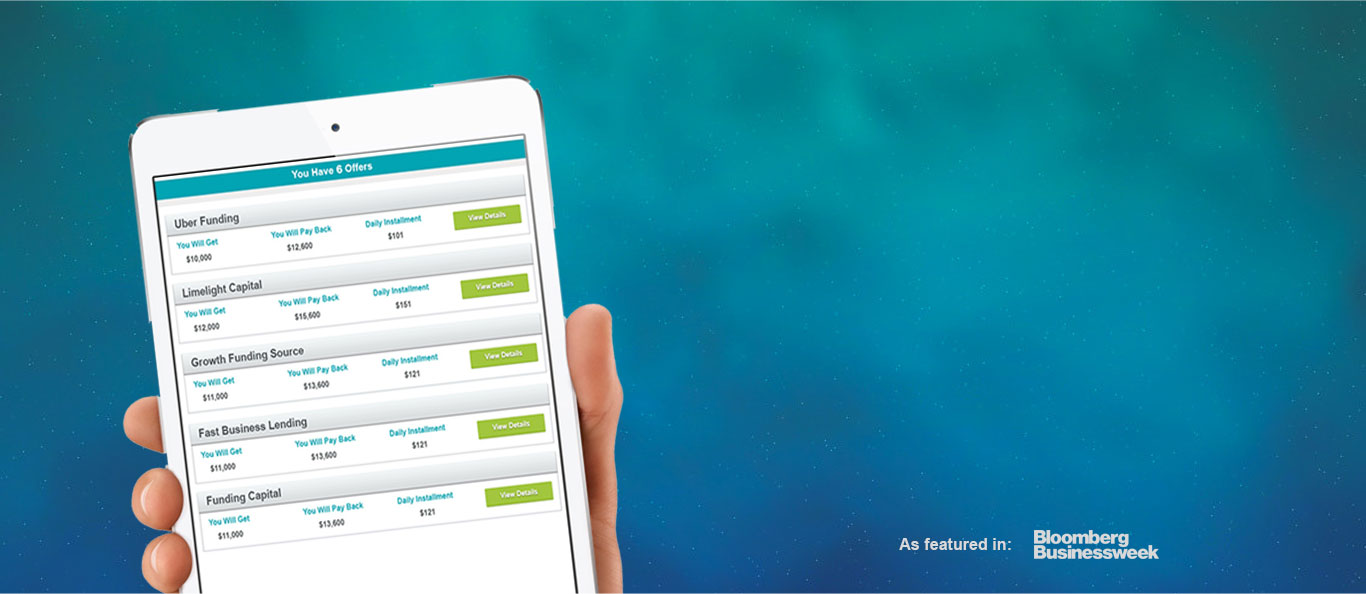 You Have 6 Offers
Uber Funding
You Will Get You Will Pay Back Daily Installment View Details
$10,000 $12,600 $101
Limelight Capital
You Will Get You Will Pay Back Daily Installment View Details
$12,000 $15,600 $151
Growth Funding Source
You Will Get You Will Pay Back Daily Installment View Details
$11,000 $13,600 $121
Fast Business Lending
You Will Get You Will Pay Back Daily Installment View Details
$11,000 $13,600 $121
Funding Capital
You Will Get You Will Pay Back Daily Installment View Details
$11,000 $13,600 $121
As featured in: Bloomberg
Businessweek